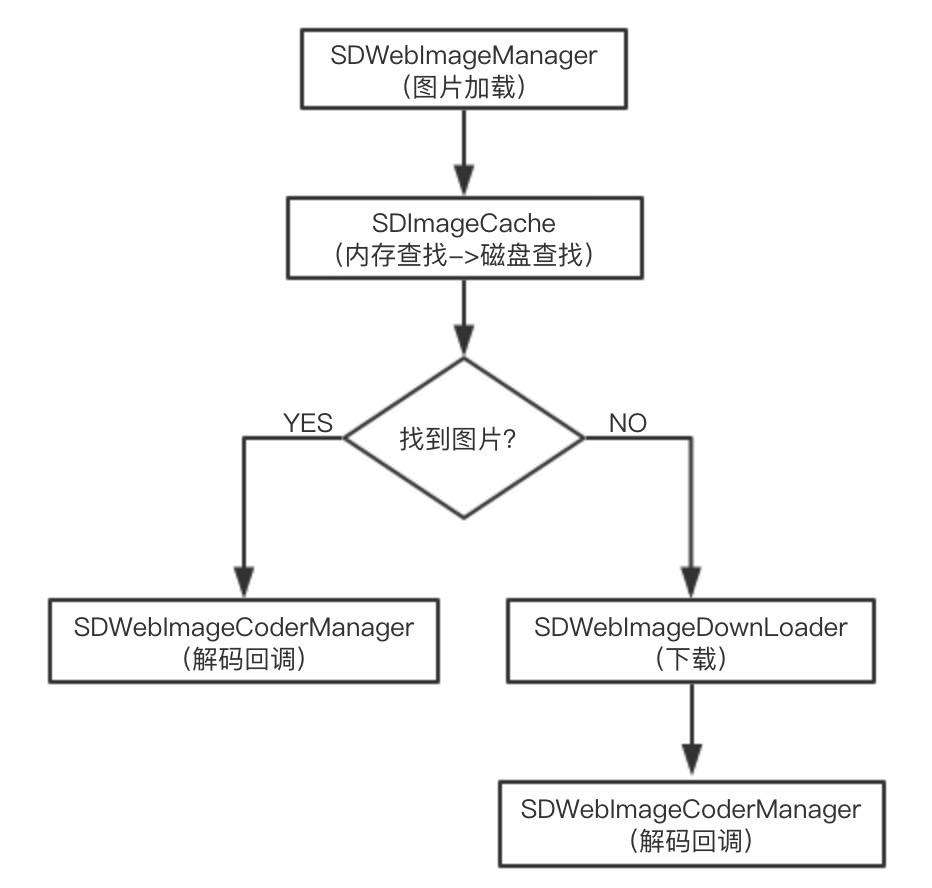 SDWebImageManager
（图片加载）
SDImageCache
（内存查找->磁盘查找）
找到图片?
YES
NO
SDWebImageCoderManager
（解码回调）
SDWebImageDownLoader
（下载）
SDWebImageCoderManager
（解码回调）